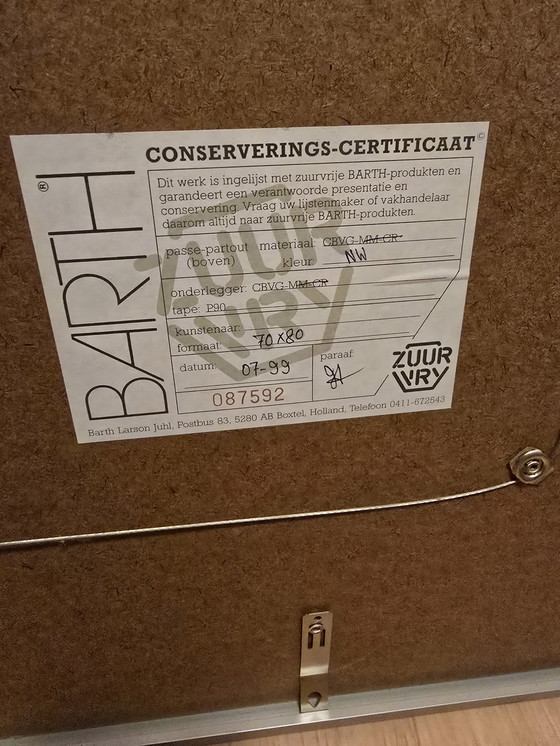 BARTH®
CONSERVERINGS-CERTIFICAAT©
Dit werk is ingelijst met zuurvrije BARTH-produkten en
garandeert een verantwoorde presentatie en
conservering. Vraag uw lijstenmaker of vakhandelaar
daarom altijd naar zuurvrije BARTH-produkten.
passe-partout materiaal: CBVG-MM-CR
(boven) kleur: NW
onderlegger: CBVG-MM-CR
tape: P90
kunstenaar:
formaat: 70x80
datum: 07-99
paraaf:
087592
ZUUR
VRY
ZUUR
VRY
Barth Larson Juhl, Postbus 83, 5280 AB Boxtel, Holland, Telefoon 0411-672543